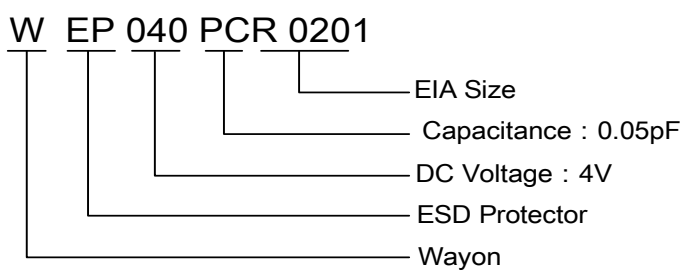 W EP 040 PCR 0201
EIA Size
Capacitance：0.05pF
DC Voltage：4V
ESD Protector
Wayon